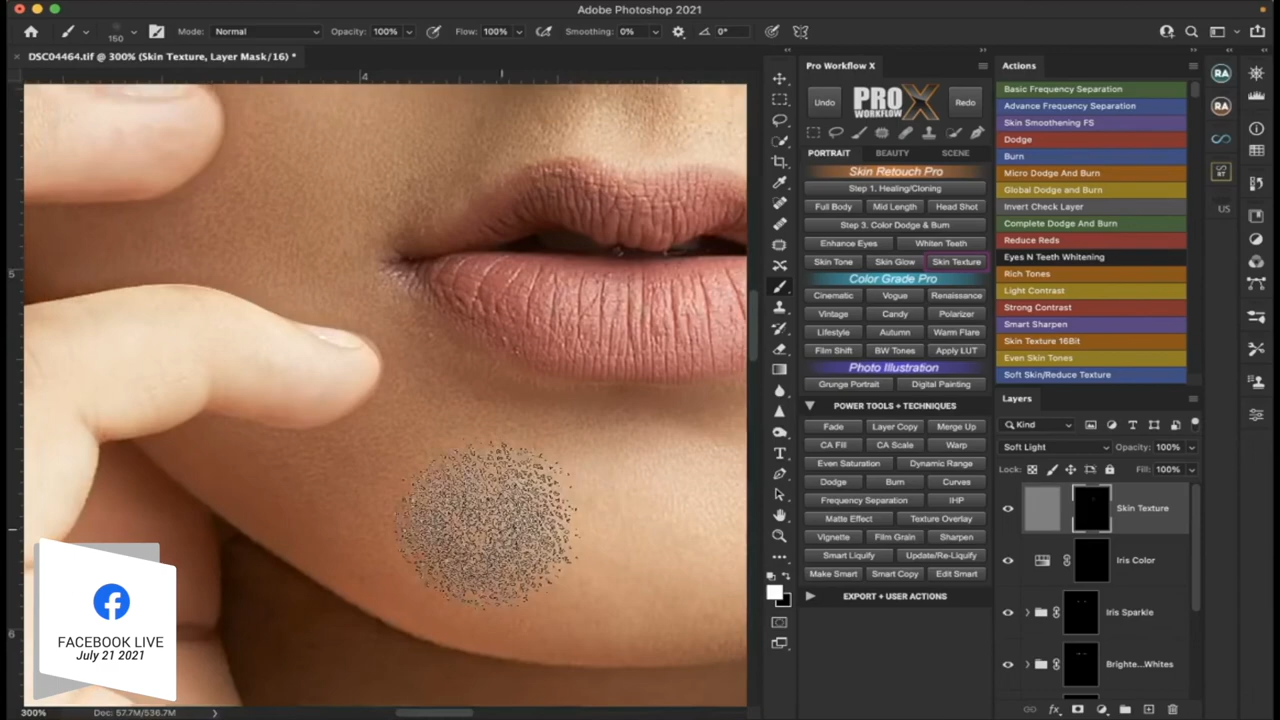 Adobe Photoshop 2021
150
Mode: Normal
Opacity: 100%
Flow: 100%
Smoothing: 0%
0°
DSC04464.tif @ 300% (Skin Texture, Layer Mask/16) *
4
5
6
Pro Workflow X
Undo
PRO WORKFLOW X
Redo
PORTRAIT BEAUTY SCENE
Skin Retouch Pro
Step 1. Healing/Cloning
Full Body Mid Length Head Shot
Step 3. Color Dodge & Burn
Enhance Eyes Whiten Teeth
Skin Tone Skin Glow Skin Texture
Color Grade Pro
Cinematic Vogue Renaissance
Vintage Candy Polarizer
Lifestyle Autumn Warm Flare
Film Shift BW Tones Apply LUT
Photo Illustration
Grunge Portrait Digital Painting
POWER TOOLS + TECHNIQUES
Fade Layer Copy Merge Up
CA Fill CA Scale Warp
Even Saturation Dynamic Range
Dodge Burn Curves
Frequency Separation IHP
Matte Effect Texture Overlay
Vignette Film Grain Sharpen
Smart Liquify Update/Re-Liquify
Make Smart Smart Copy Edit Smart
EXPORT + USER ACTIONS
Actions
Basic Frequency Separation
Advance Frequency Separation
Skin Smoothening FS
Dodge
Burn
Micro Dodge And Burn
Global Dodge and Burn
Invert Check Layer
Complete Dodge And Burn
Reduce Reds
Eyes N Teeth Whitening
Rich Tones
Light Contrast
Strong Contrast
Smart Sharpen
Skin Texture 16Bit
Even Skin Tones
Soft Skin/Reduce Texture
Layers
Kind
Soft Light
Opacity: 100%
Lock:
Fill: 100%
Skin Texture
Iris Color
Iris Sparkle
Brighte...Whites
RA
RA
RT
US
FACEBOOK LIVE
July 21 2021
300%
Doc: 57.7M/536.7M